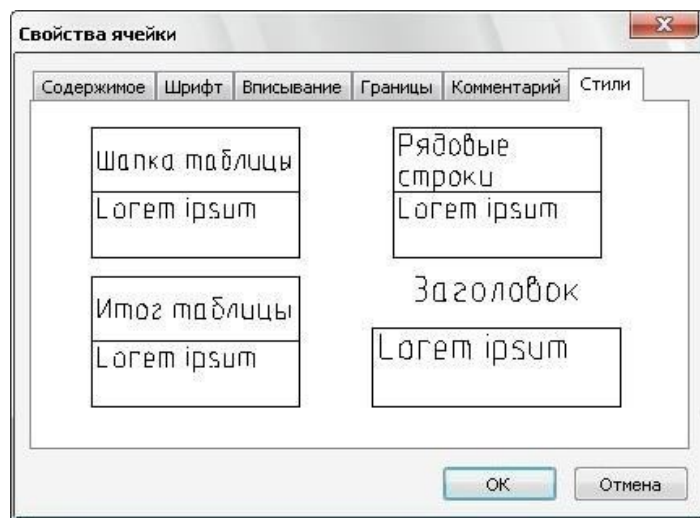 Свойства ячейки
Содержимое Шрифт Вписывание Границы Комментарий Стили
Шапка таблицы
Lorem ipsum
Рядовые
строки
Lorem ipsum
Итог таблицы
Lorem ipsum
Заголовок
Lorem ipsum
ОК Отмена